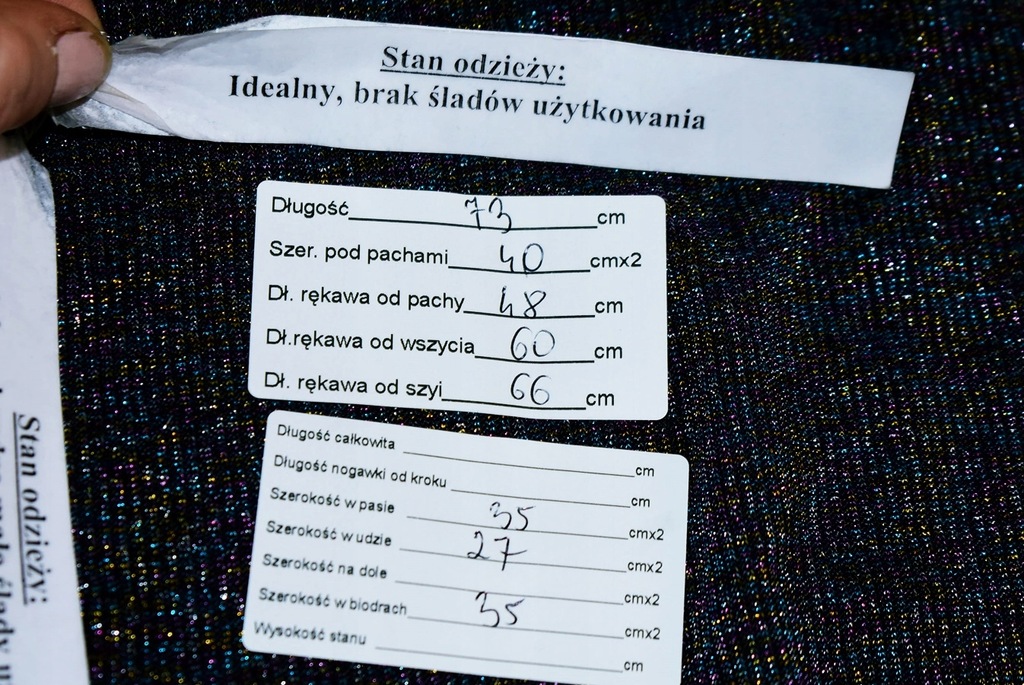 Stan odzieży:
Idealny, brak śladów użytkowania
Długość 73 cm
Szer. pod pachami 40 cmx2
Dł. rękawa od pachy 48 cm
Dł.rękawa od wszycia 60 cm
Dł. rękawa od szyi 66 cm
Długość całkowita cm
Długość nogawki od kroku cm
Szerokość w pasie 35 cmx2
Szerokość w udzie 27 cmx2
Szerokość na dole cmx2
Szerokość w biodrach 35 cmx2
Wysokość stanu cm
Stan odzieży:
ślady